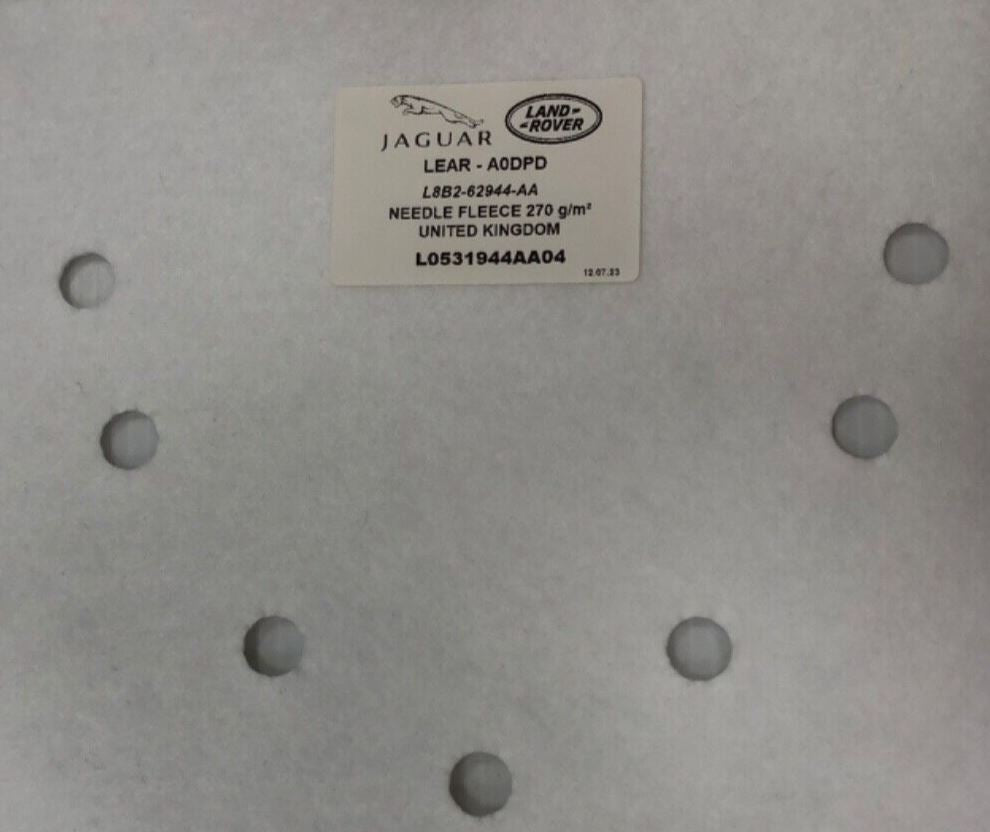 JAGUAR
LAND-
-ROVER
LEAR - A0DPD
L8B2-62944-AA
NEEDLE FLEECE 270 g/m²
UNITED KINGDOM
L0531944AA04
12.07.23